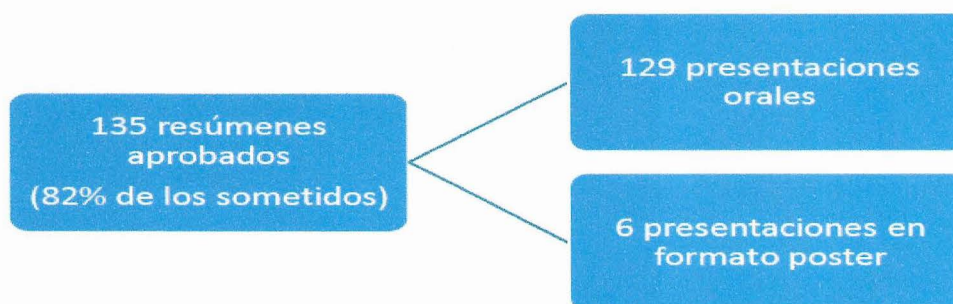 135 resúmenes
aprobados
(82% de los sometidos)
129 presentaciones
orales
6 presentaciones en
formato poster